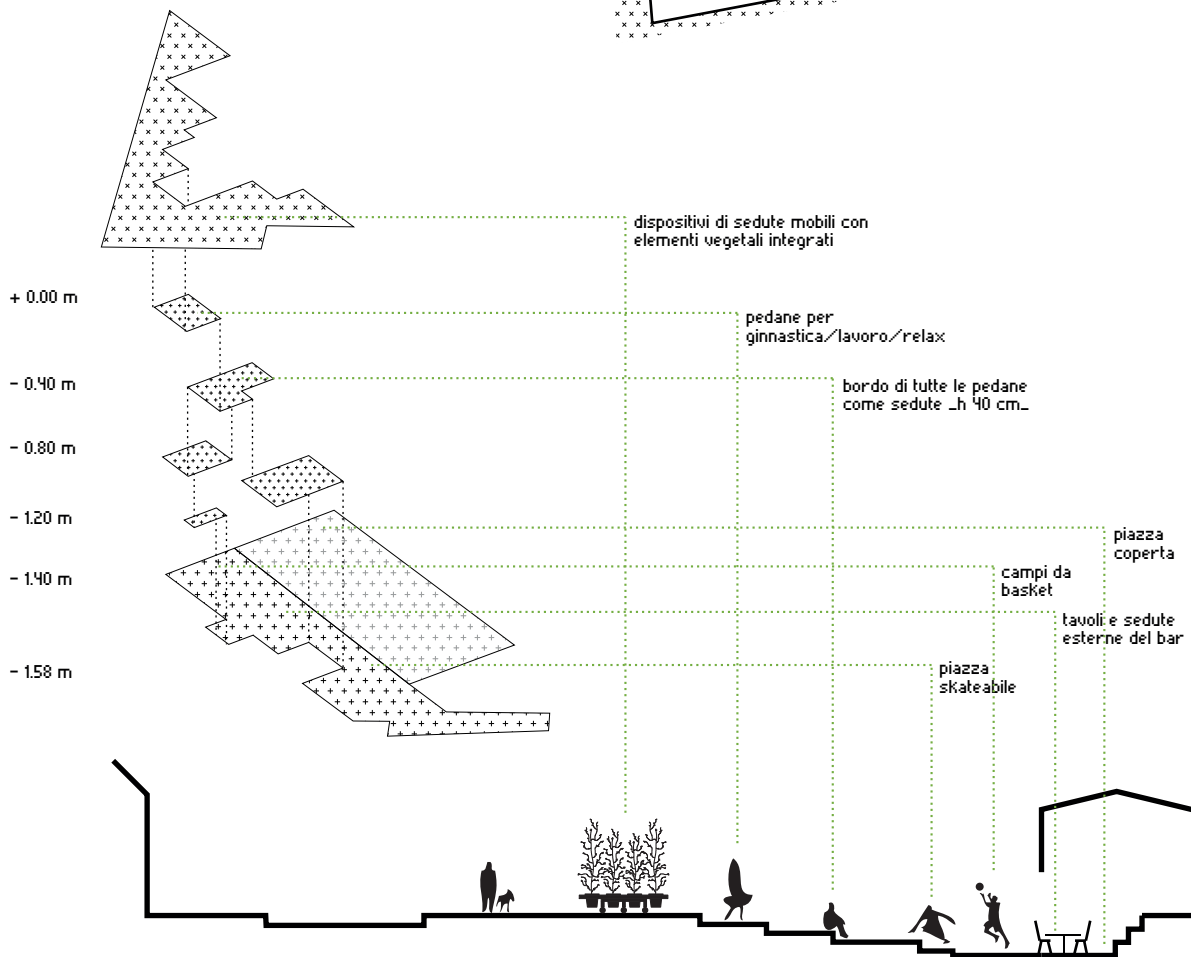 dispositivi di sedute mobili con
elementi vegetali integrati
+ 0.00 m
pedane per
ginnastica/lavoro/relax
- 0.40 m
bordo di tutte le pedane
come sedute _h 40 cm_
- 0.80 m
- 1.20 m
piazza
coperta
- 1.40 m
campi da
basket
tavoli e sedute
esterne del bar
- 1.58 m
piazza
skateabile